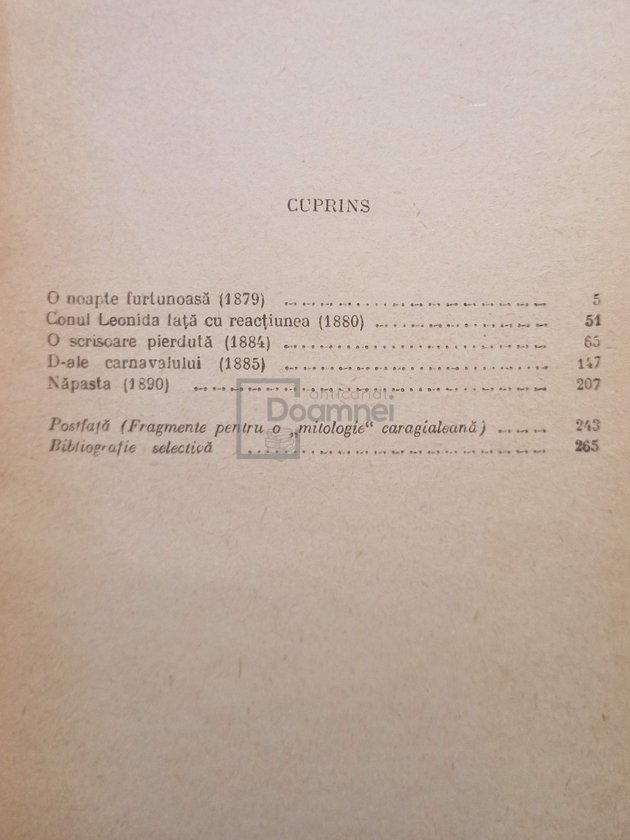 CUPRINS
O noapte furtunoasă (1879) 5
Conul Leonida față cu reacțiunea (1880) 51
O scrisoare pierdută (1884) 65
D-ale carnavalului (1885) 147
Năpasta (1890) 207
anticariat
Doamnei
Postfață (Fragmente pentru o „mitologie“ caragialeană) 243
Bibliografie selectivă 265